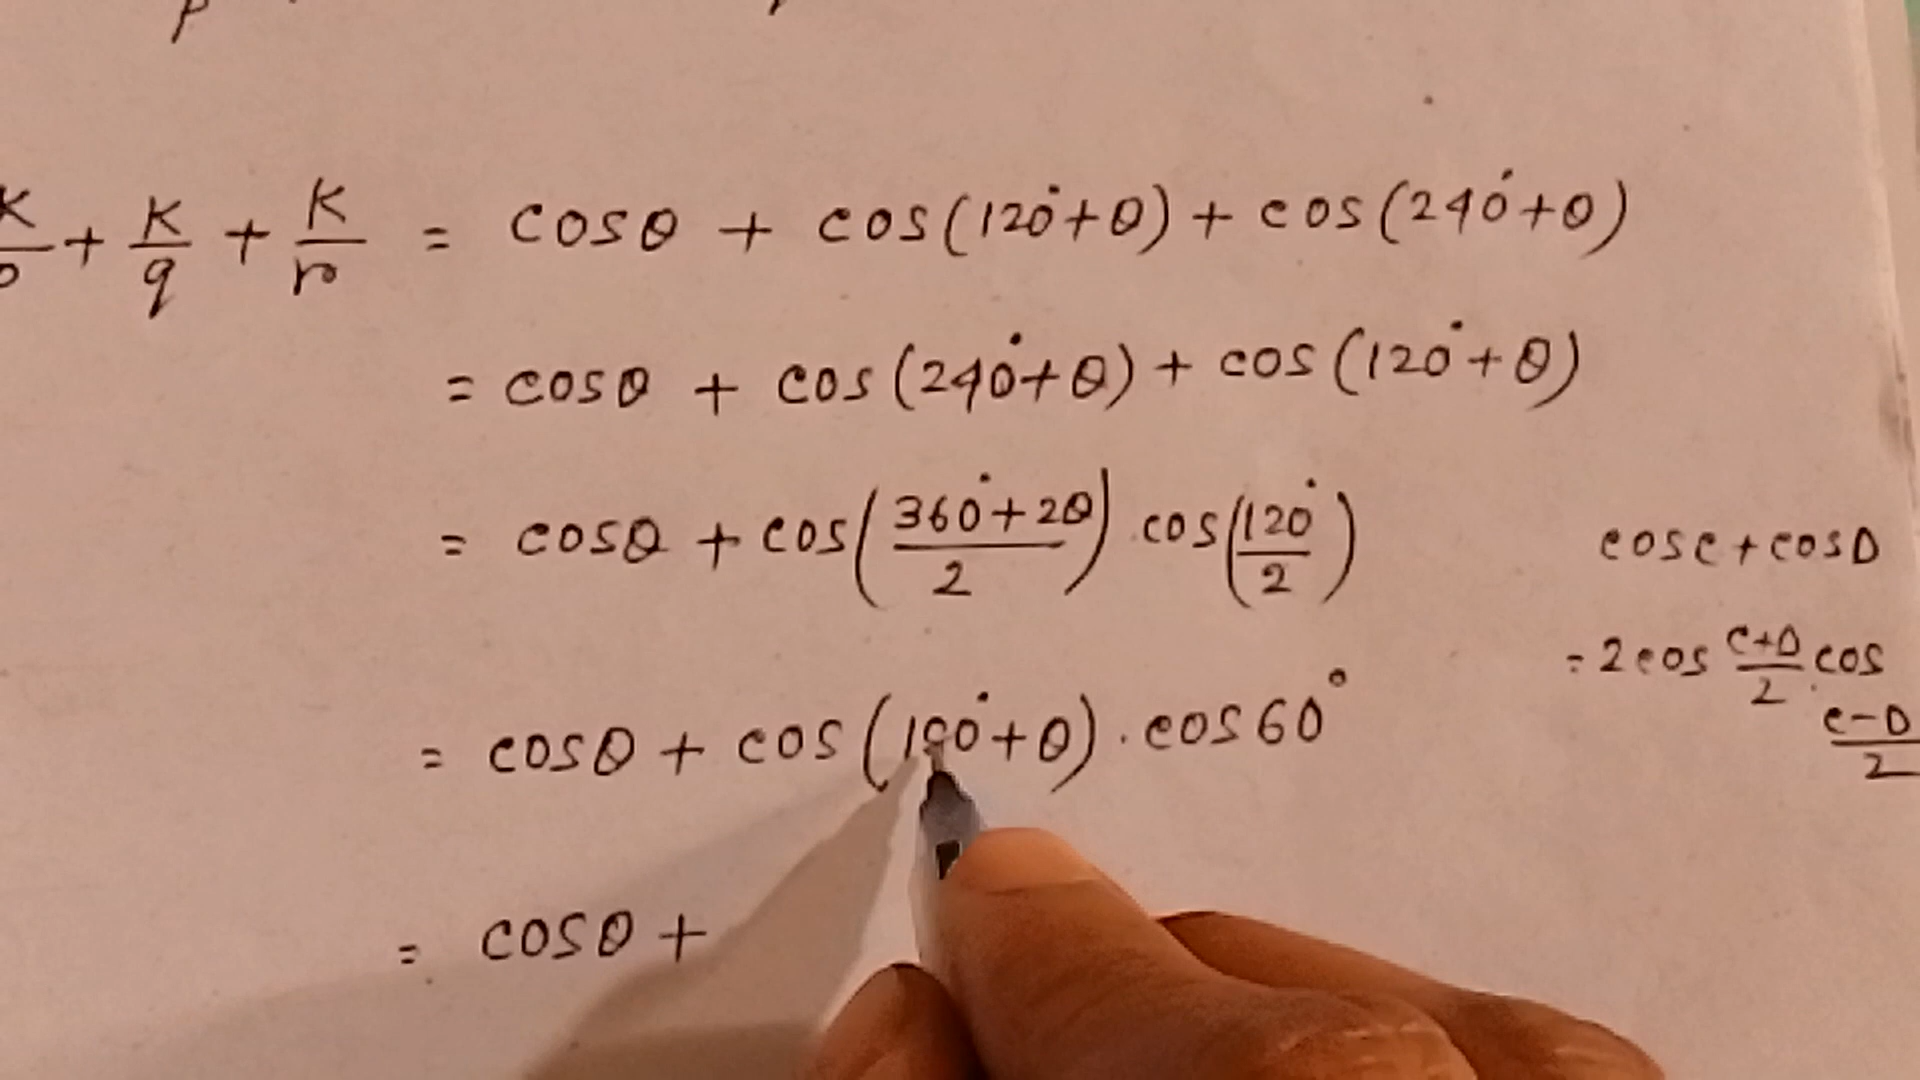 p
K/p + K/q + K/r = cosθ + cos(120°+θ) + cos(240°+θ)
= cosθ + cos(240°+θ) + cos(120°+θ)
= cosθ + cos((360°+2θ)/2) cos(120°/2)
cosC + cosD
= 2cos (C+D)/2 . cos (C-D)/2
= cosθ + cos(180°+θ) . cos60°
= cosθ +